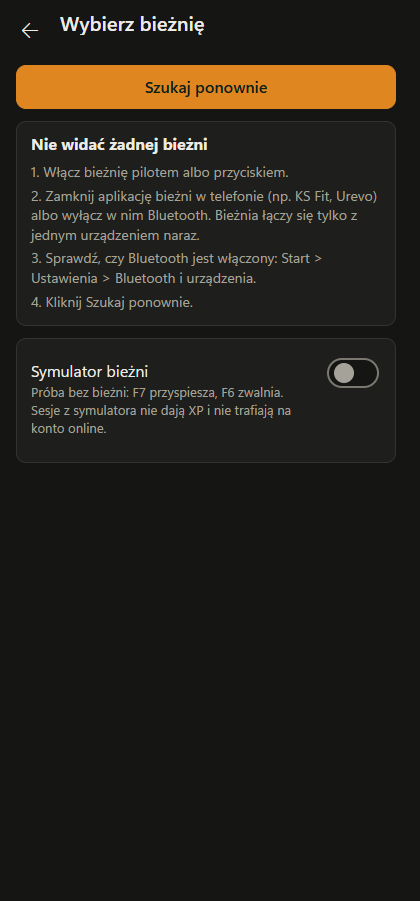 Wybierz bieżnię
Szukaj ponownie
Nie widać żadnej bieżni
1. Włącz bieżnię pilotem albo przyciskiem.
2. Zamknij aplikację bieżni w telefonie (np. KS Fit, Urevo)
albo wyłącz w nim Bluetooth. Bieżnia łączy się tylko z
jednym urządzeniem naraz.
3. Sprawdź, czy Bluetooth jest włączony: Start >
Ustawienia > Bluetooth i urządzenia.
4. Kliknij Szukaj ponownie.
Symulator bieżni
Próba bez bieżni: F7 przyspiesza, F6 zwalnia.
Sesje z symulatora nie dają XP i nie trafiają na
konto online.